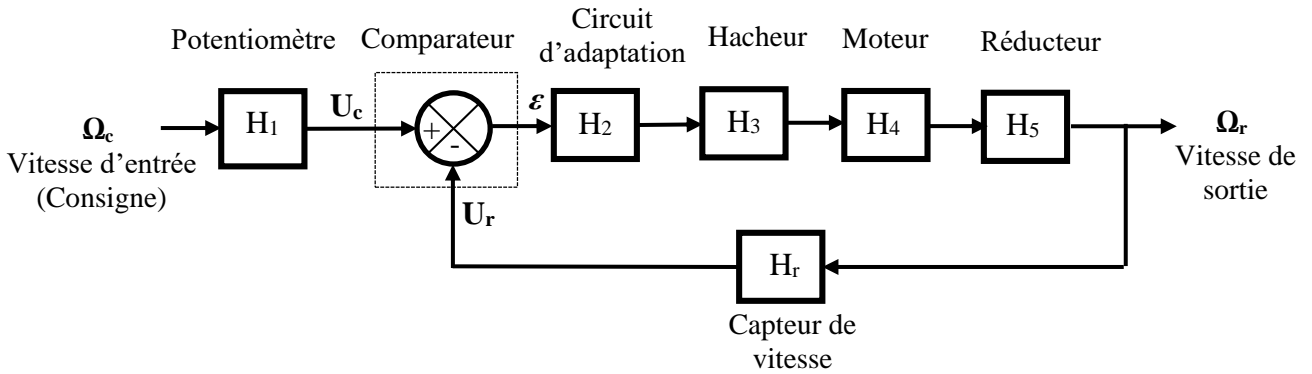 Potentiomètre
Comparateur
Circuit
d'adaptation
Hacheur
Moteur
Réducteur
Ωc
Vitesse d'entrée
(Consigne)
H1
Uc
+
-
ε
H2
H3
H4
H5
Ωr
Vitesse de
sortie
Ur
Hr
Capteur de
vitesse